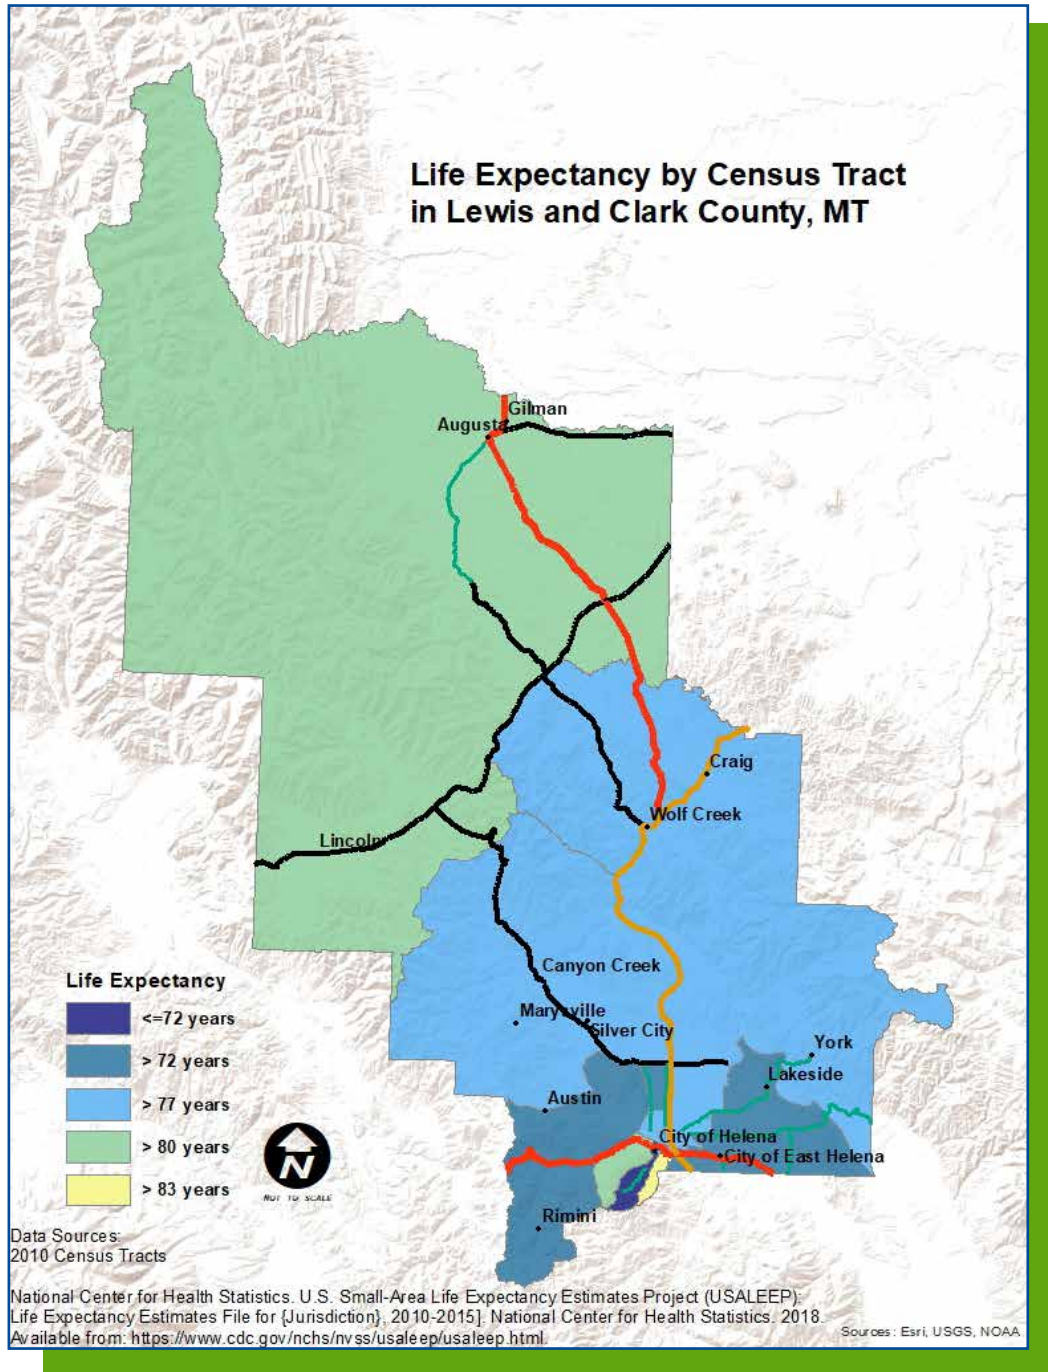 Life Expectancy by Census Tract
in Lewis and Clark County, MT
Gilman
Augusta
Craig
Wolf Creek
Lincoln
Canyon Creek
Marysville
Silver City
York
Lakeside
Austin
City of Helena
City of East Helena
Rimini
Life Expectancy
<=72 years
> 72 years
> 77 years
> 80 years
> 83 years
N
NOT TO SCALE
Data Sources:
2010 Census Tracts
National Center for Health Statistics. U.S. Small-Area Life Expectancy Estimates Project (USALEEP):
Life Expectancy Estimates File for {Jurisdiction}, 2010-2015]. National Center for Health Statistics. 2018.
Available from: https://www.cdc.gov/nchs/nvss/usaleep/usaleep.html.
Sources: Esri, USGS, NOAA